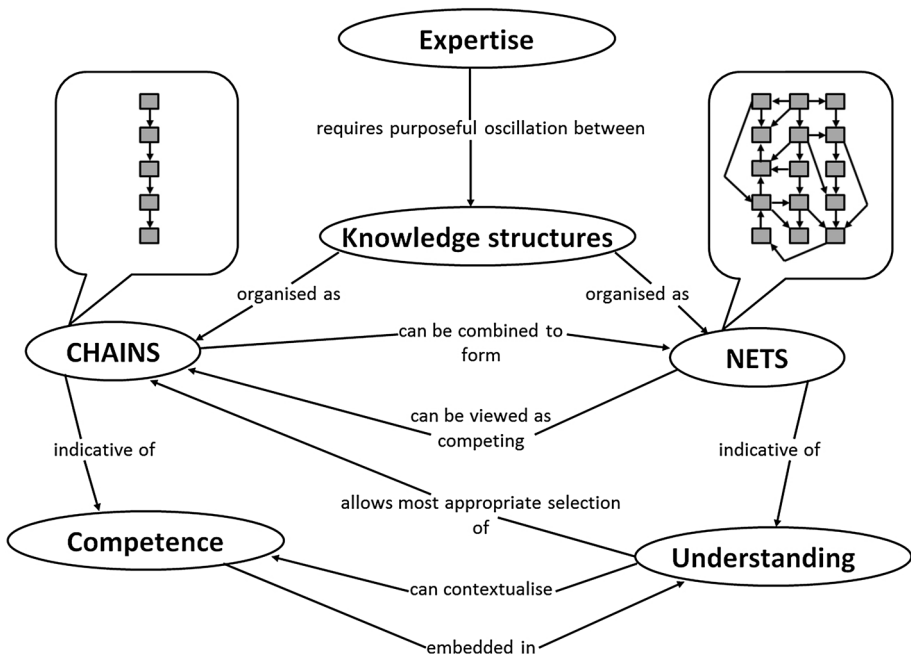 Expertise
requires purposeful oscillation between
Knowledge structures
organised as
organised as
CHAINS
can be combined to
form
NETS
can be viewed as
competing
indicative of
indicative of
allows most appropriate selection
of
Competence
Understanding
can contextualise
embedded in